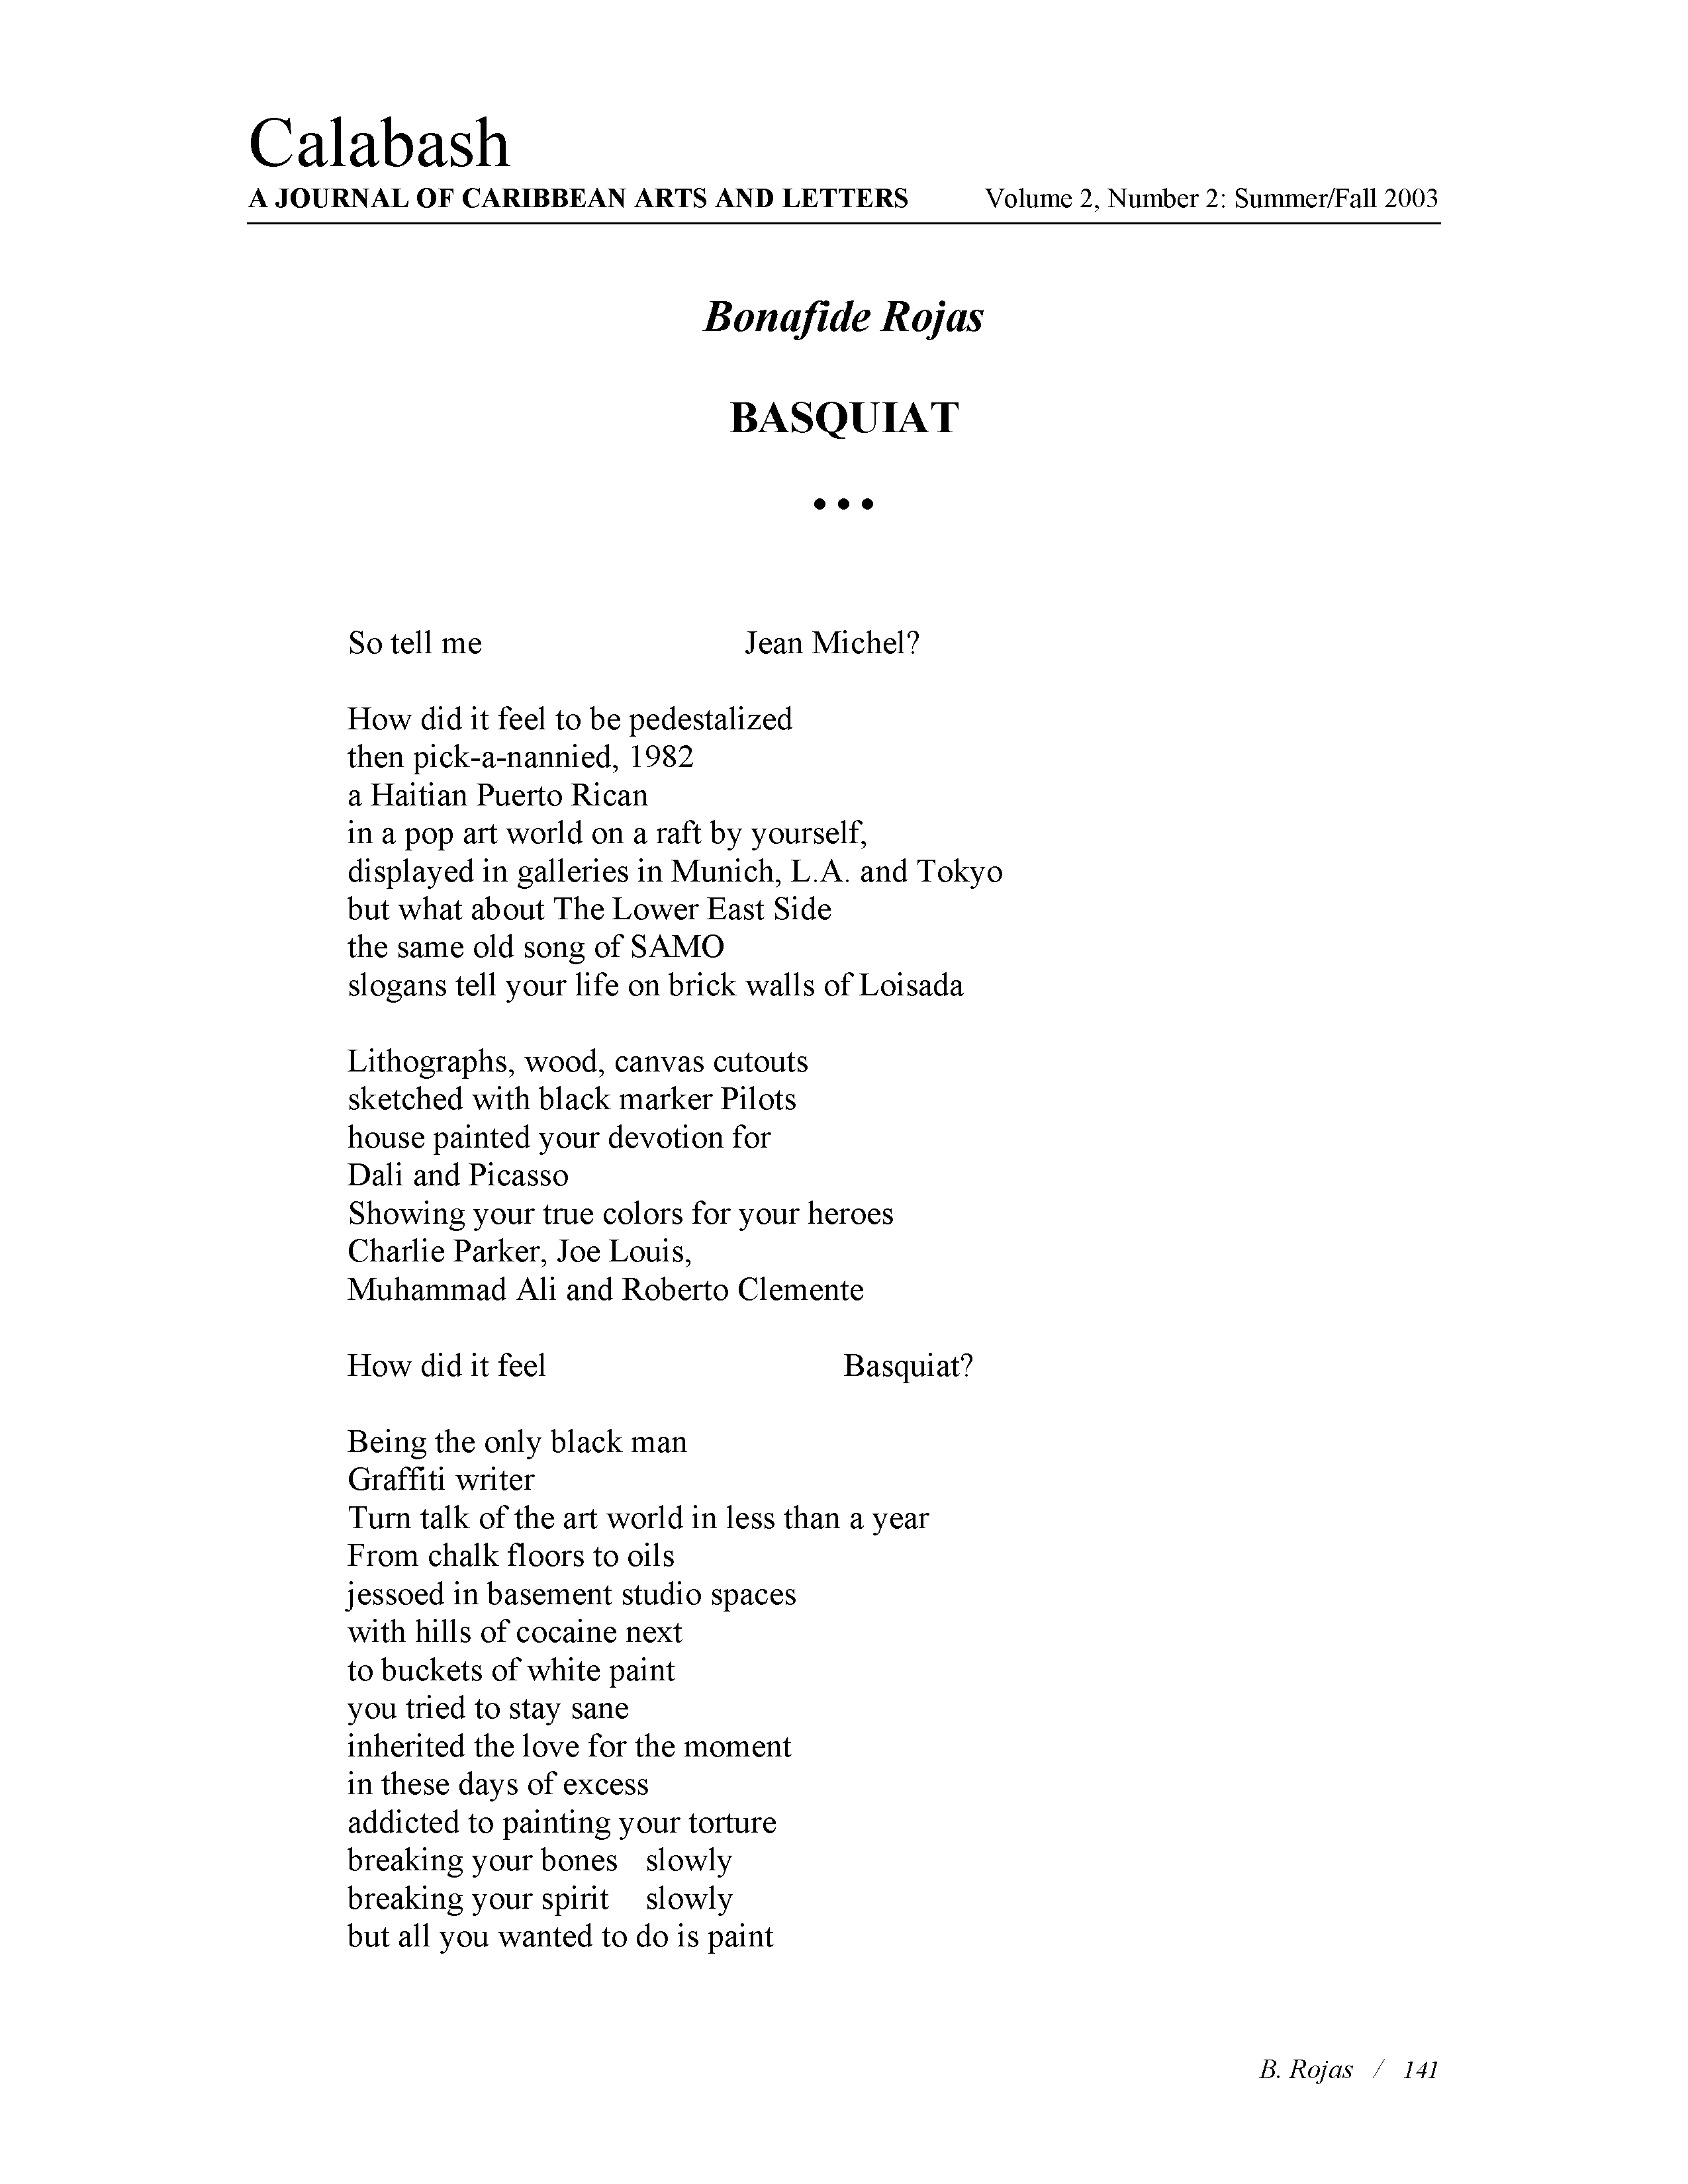 Calabash
A JOURNAL OF CARIBBEAN ARTS AND LETTERS Volume 2, Number 2: Summer/Fall 2003
Bonafide Rojas
BASQUIAT
• • •
So tell me Jean Michel?
How did it feel to be pedestalized
then pick-a-nannied, 1982
a Haitian Puerto Rican
in a pop art world on a raft by yourself,
displayed in galleries in Munich, L.A. and Tokyo
but what about The Lower East Side
the same old song of SAMO
slogans tell your life on brick walls of Loisada
Lithographs, wood, canvas cutouts
sketched with black marker Pilots
house painted your devotion for
Dali and Picasso
Showing your true colors for your heroes
Charlie Parker, Joe Louis,
Muhammad Ali and Roberto Clemente
How did it feel Basquiat?
Being the only black man
Graffiti writer
Turn talk of the art world in less than a year
From chalk floors to oils
jessoed in basement studio spaces
with hills of cocaine next
to buckets of white paint
you tried to stay sane
inherited the love for the moment
in these days of excess
addicted to painting your torture
breaking your bones slowly
breaking your spirit slowly
but all you wanted to do is paint
B. Rojas / 141